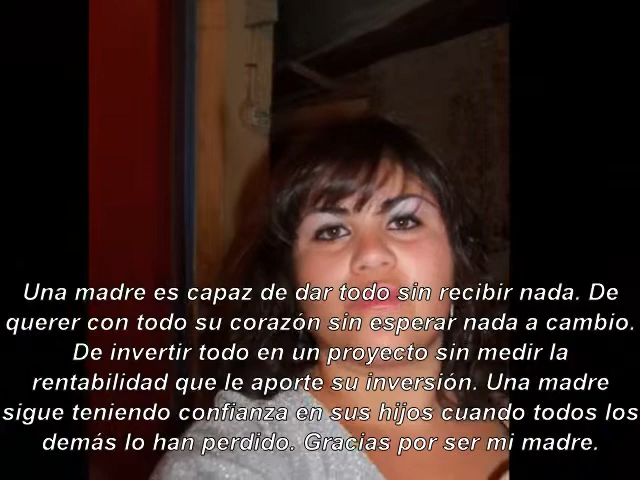 Una madre es capaz de dar todo sin recibir nada. De
querer con todo su corazón sin esperar nada a cambio.
De invertir todo en un proyecto sin medir la
rentabilidad que le aporte su inversión. Una madre
sigue teniendo confianza en sus hijos cuando todos los
demás lo han perdido. Gracias por ser mi madre.